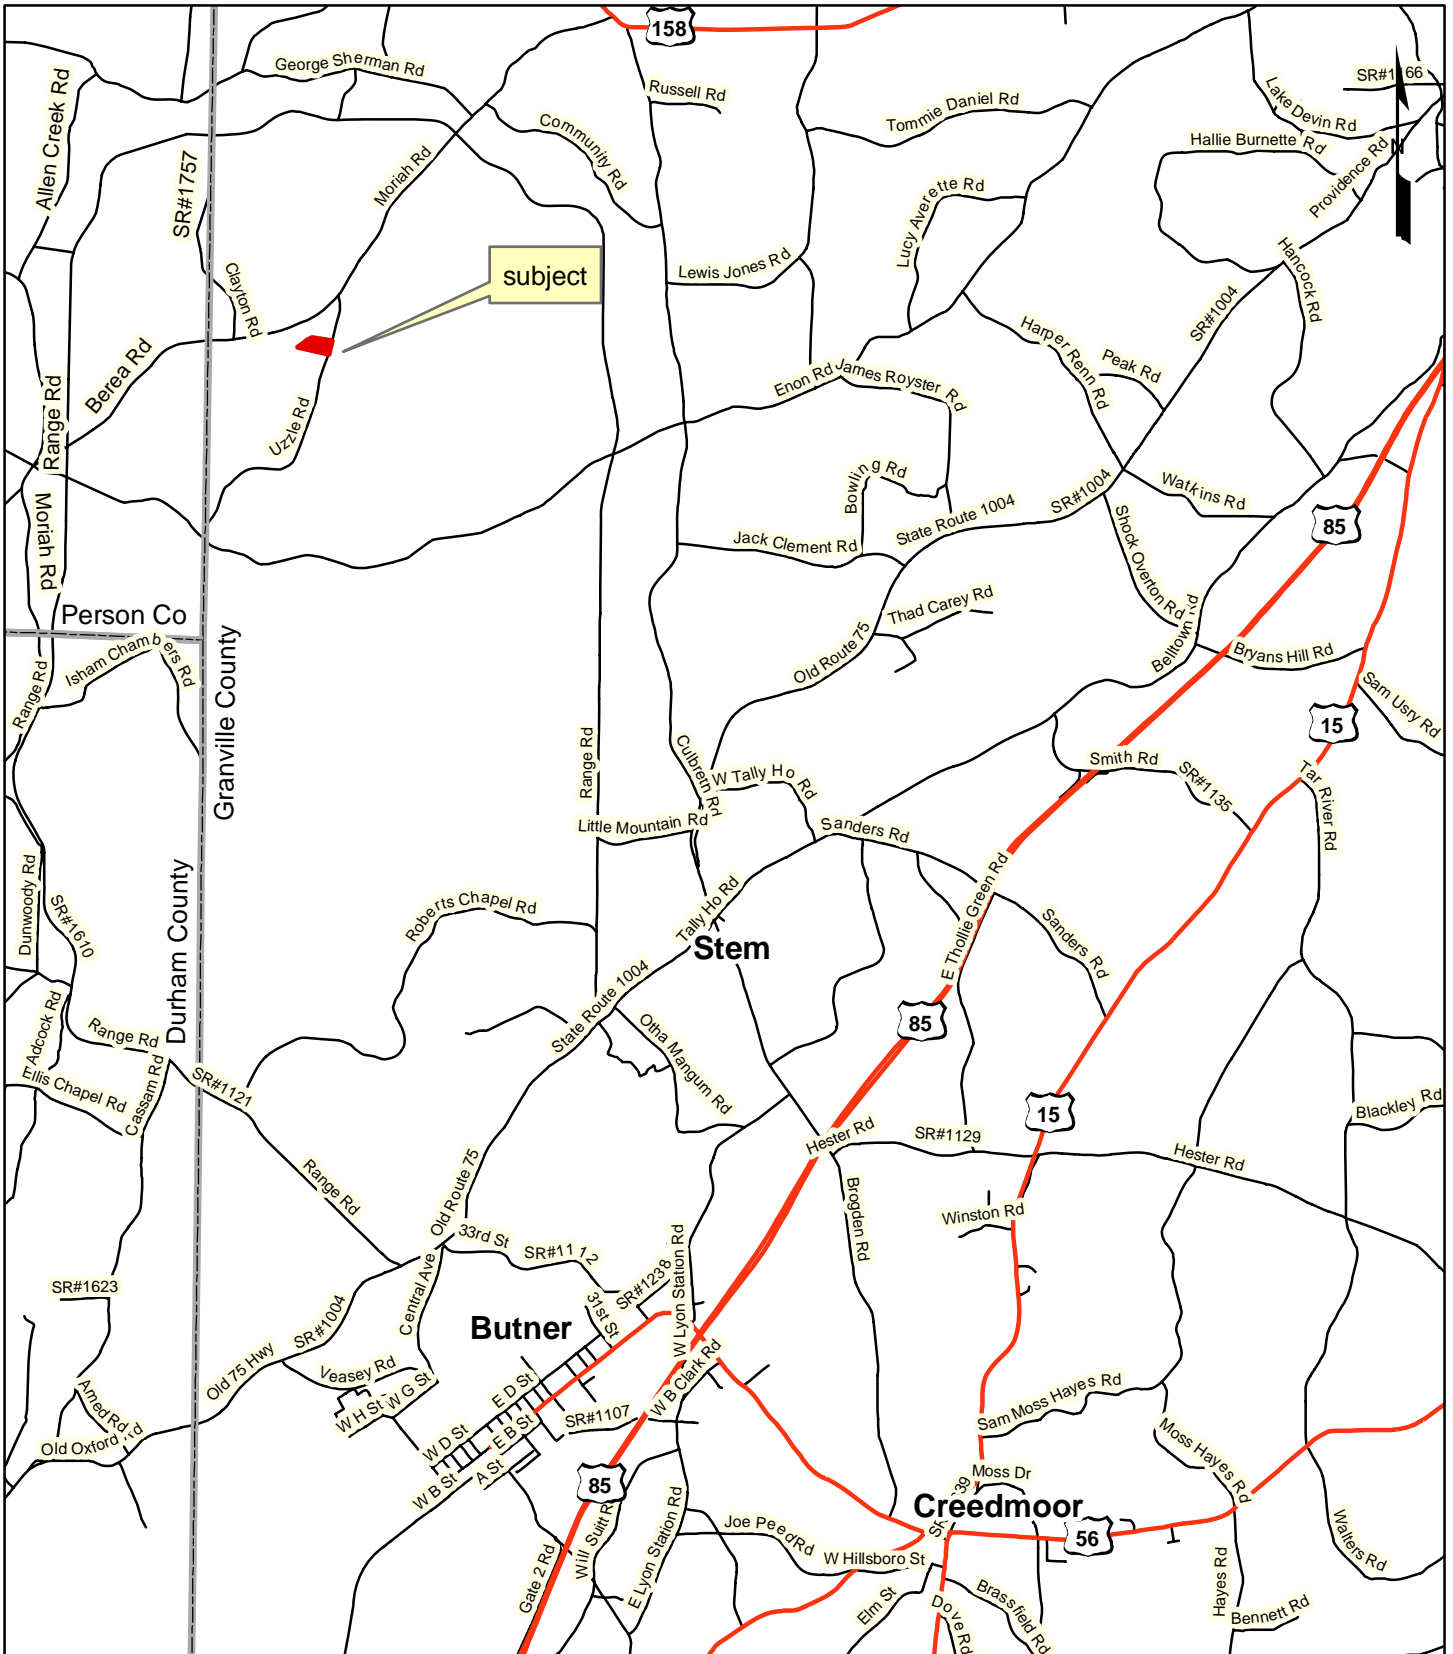 158
George Sherman Rd
Allen Creek Rd
Russell Rd
SR#1166
Tommie Daniel Rd
Lake Devin Rd
Community Rd
Hallie Burnette Rd
N
Moriah Rd
SR#1757
Providence Rd
Lucy Averette Rd
Lewis Jones Rd
Hancock Rd
subject
Clayton Rd
SR#1004
Harper Renn Rd
Peak Rd
Berea Rd
Enon Rd
James Royster Rd
Range Rd
Uzzle Rd
Bowling Rd
SR#1004
Watkins Rd
State Route 1004
85
Moriah Rd
Jack Clement Rd
Shock Overton Rd
Thad Carey Rd
Person Co
Isham Chambers Rd
Old Route 75
Belltown Rd
Bryans Hill Rd
Range Rd
Granville County
Sam Usry Rd
15
Range Rd
Culbreth Rd
W Tally Ho Rd
Smith Rd
SR#1135
Tar River Rd
Little Mountain Rd
Sanders Rd
Dunwoody Rd
SR#1610
Durham County
Roberts Chapel Rd
Tally Ho Rd
E Thollie Green Rd
Sanders Rd
Stem
State Route 1004
Adcock Rd
Range Rd
Otha Mangum Rd
85
Ellis Chapel Rd
Cassam Rd
SR#1121
15
Blackley Rd
Hester Rd
SR#1129
Hester Rd
Range Rd
Old Route 75
Brogden Rd
Winston Rd
33rd St
SR#1112
W Lyon Station Rd
SR#1623
Central Ave
SR#1238
31st St
SR#1004
Butner
Old 75 Hwy
Veasey Rd
W B Clark Rd
E D St
W G St
W H St
Amed Rd
Sam Moss Hayes Rd
SR#1107
Old Oxford Rd
W D St
E B St
Moss Hayes Rd
A St
W B St
85
Moss Dr
Creedmoor
56
Will Suitt R
E Lyon Station Rd
Joe Peed Rd
W Hillsboro St
Walters Rd
Gate 2 Rd
Elm St
Dove Rd
Brassfield Rd
Hayes Rd
Bennett Rd